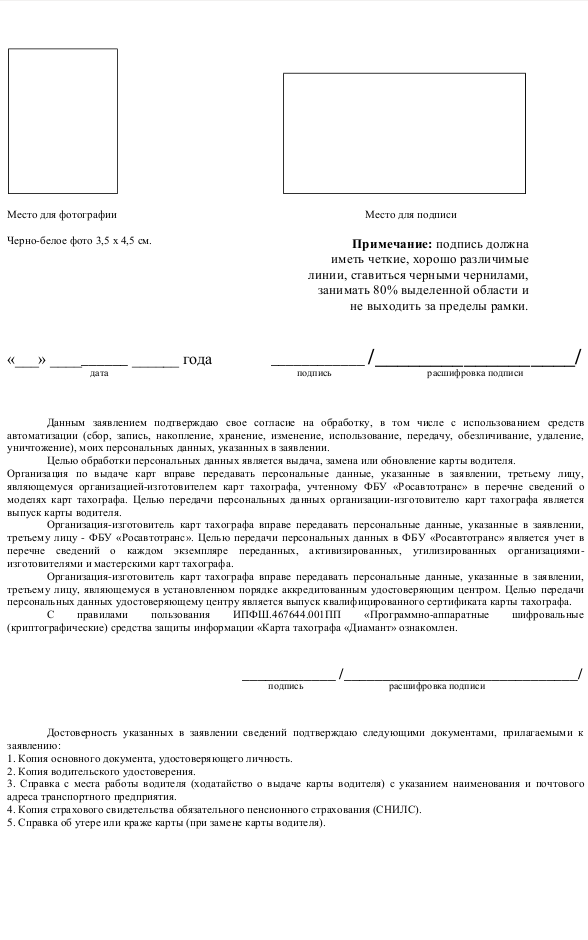 Место для фотографии
Место для подписи
Черно-белое фото 3,5 х 4,5 см.
Примечание: подпись должна
иметь четкие, хорошо различимые
линии, ставиться черными чернилами,
занимать 80% выделенной области и
не выходить за пределы рамки.
«___» __________ ______ года ____________ /__________________________/
дата подпись расшифровка подписи
Данным заявлением подтверждаю свое согласие на обработку, в том числе с использованием средств
автоматизации (сбор, запись, накопление, хранение, изменение, использование, передачу, обезличивание, удаление,
уничтожение), моих персональных данных, указанных в заявлении.
Целью обработки персональных данных является выдача, замена или обновление карты водителя.
Организация по выдаче карт вправе передавать персональные данные, указанные в заявлении, третьему лицу,
являющемуся организацией-изготовителем карт тахографа, учтенному ФБУ «Росавтотранс» в перечне сведений о
моделях карт тахографа. Целью передачи персональных данных организации-изготовителю карт тахографа является
выпуск карты водителя.
Организация-изготовитель карт тахографа вправе передавать персональные данные, указанные в заявлении,
третьему лицу - ФБУ «Росавтотранс». Целью передачи персональных данных в ФБУ «Росавтотранс» является учет в
перечне сведений о каждом экземпляре переданных, активизированных, утилизированных организациями-
изготовителями и мастерскими карт тахографа.
Организация-изготовитель карт тахографа вправе передавать персональные данные, указанные в заявлении,
третьему лицу, являющемуся в установленном порядке аккредитованным удостоверяющим центром. Целью передачи
персональных данных удостоверяющему центру является выпуск квалифицированного сертификата карты тахографа.
С правилами пользования ИПФШ.467644.001ПП «Программно-аппаратные шифровальные
(криптографические) средства защиты информации «Карта тахографа «Диамант» ознакомлен.
____________ /______________________________/
подпись расшифровка подписи
Достоверность указанных в заявлении сведений подтверждаю следующими документами, прилагаемыми к
заявлению:
1. Копия основного документа, удостоверяющего личность.
2. Копия водительского удостоверения.
3. Справка с места работы водителя (ходатайство о выдаче карты водителя) с указанием наименования и почтового
адреса транспортного предприятия.
4. Копия страхового свидетельства обязательного пенсионного страхования (СНИЛС).
5. Справка об утере или краже карты (при замене карты водителя).